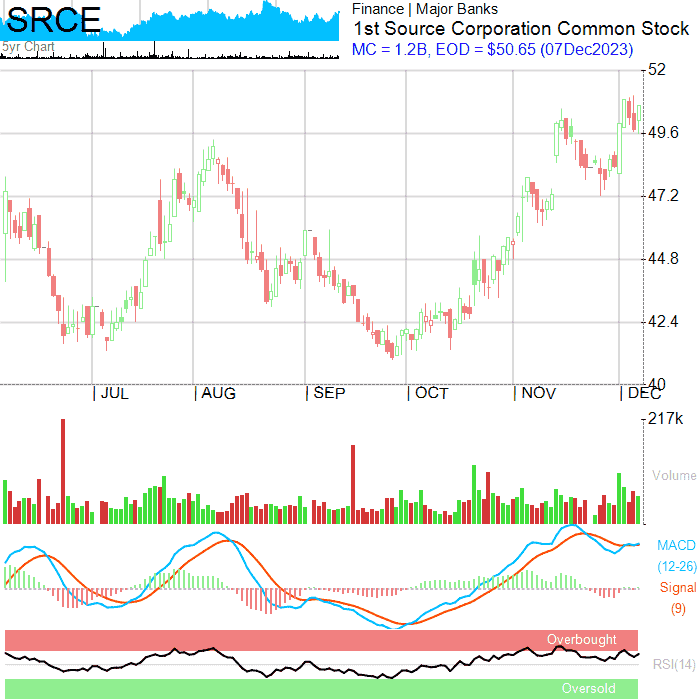 SRCE
5yr Chart
Finance | Major Banks
1st Source Corporation Common Stock
MC = 1.2B, EOD = $50.65 (07Dec2023)
52
49.6
47.2
44.8
42.4
40
| JUL
| AUG
| SEP
| OCT
| NOV
| DEC
217k
Volume
MACD
(12-26)
Signal
(9)
Overbought
RSI(14)
Oversold